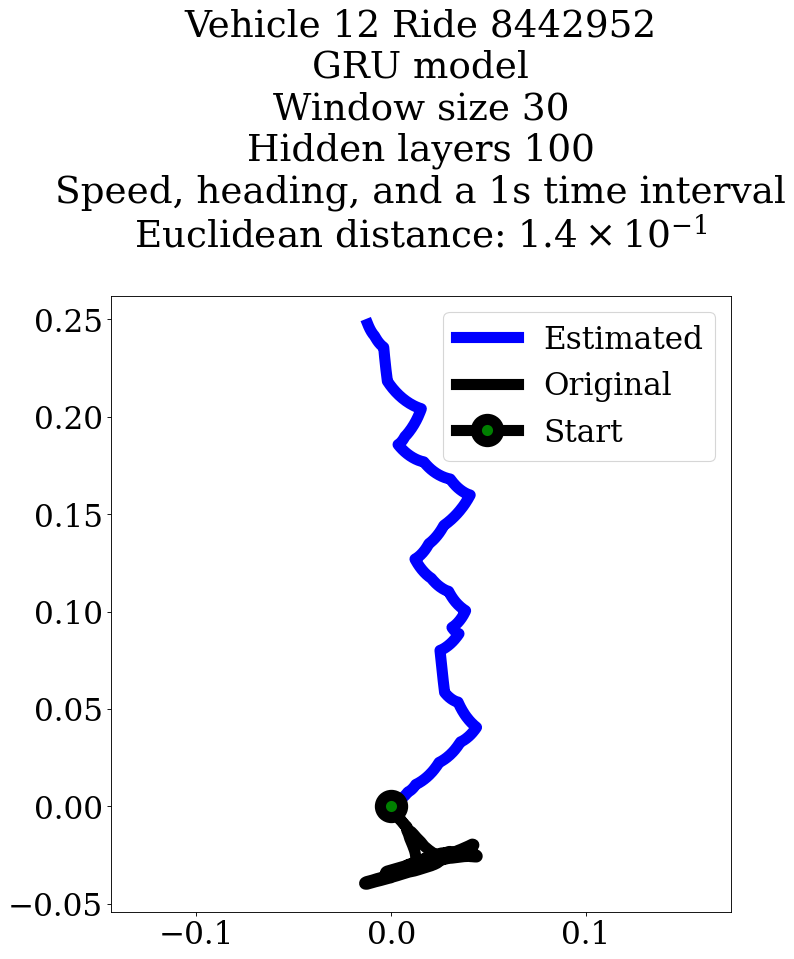 Vehicle 12 Ride 8442952
GRU model
Window size 30
Hidden layers 100
Speed, heading, and a 1s time interval
Euclidean distance: 1.4 × 10⁻¹
Estimated
Original
Start
0.25
0.20
0.15
0.10
0.05
0.00
−0.05
−0.1 0.0 0.1